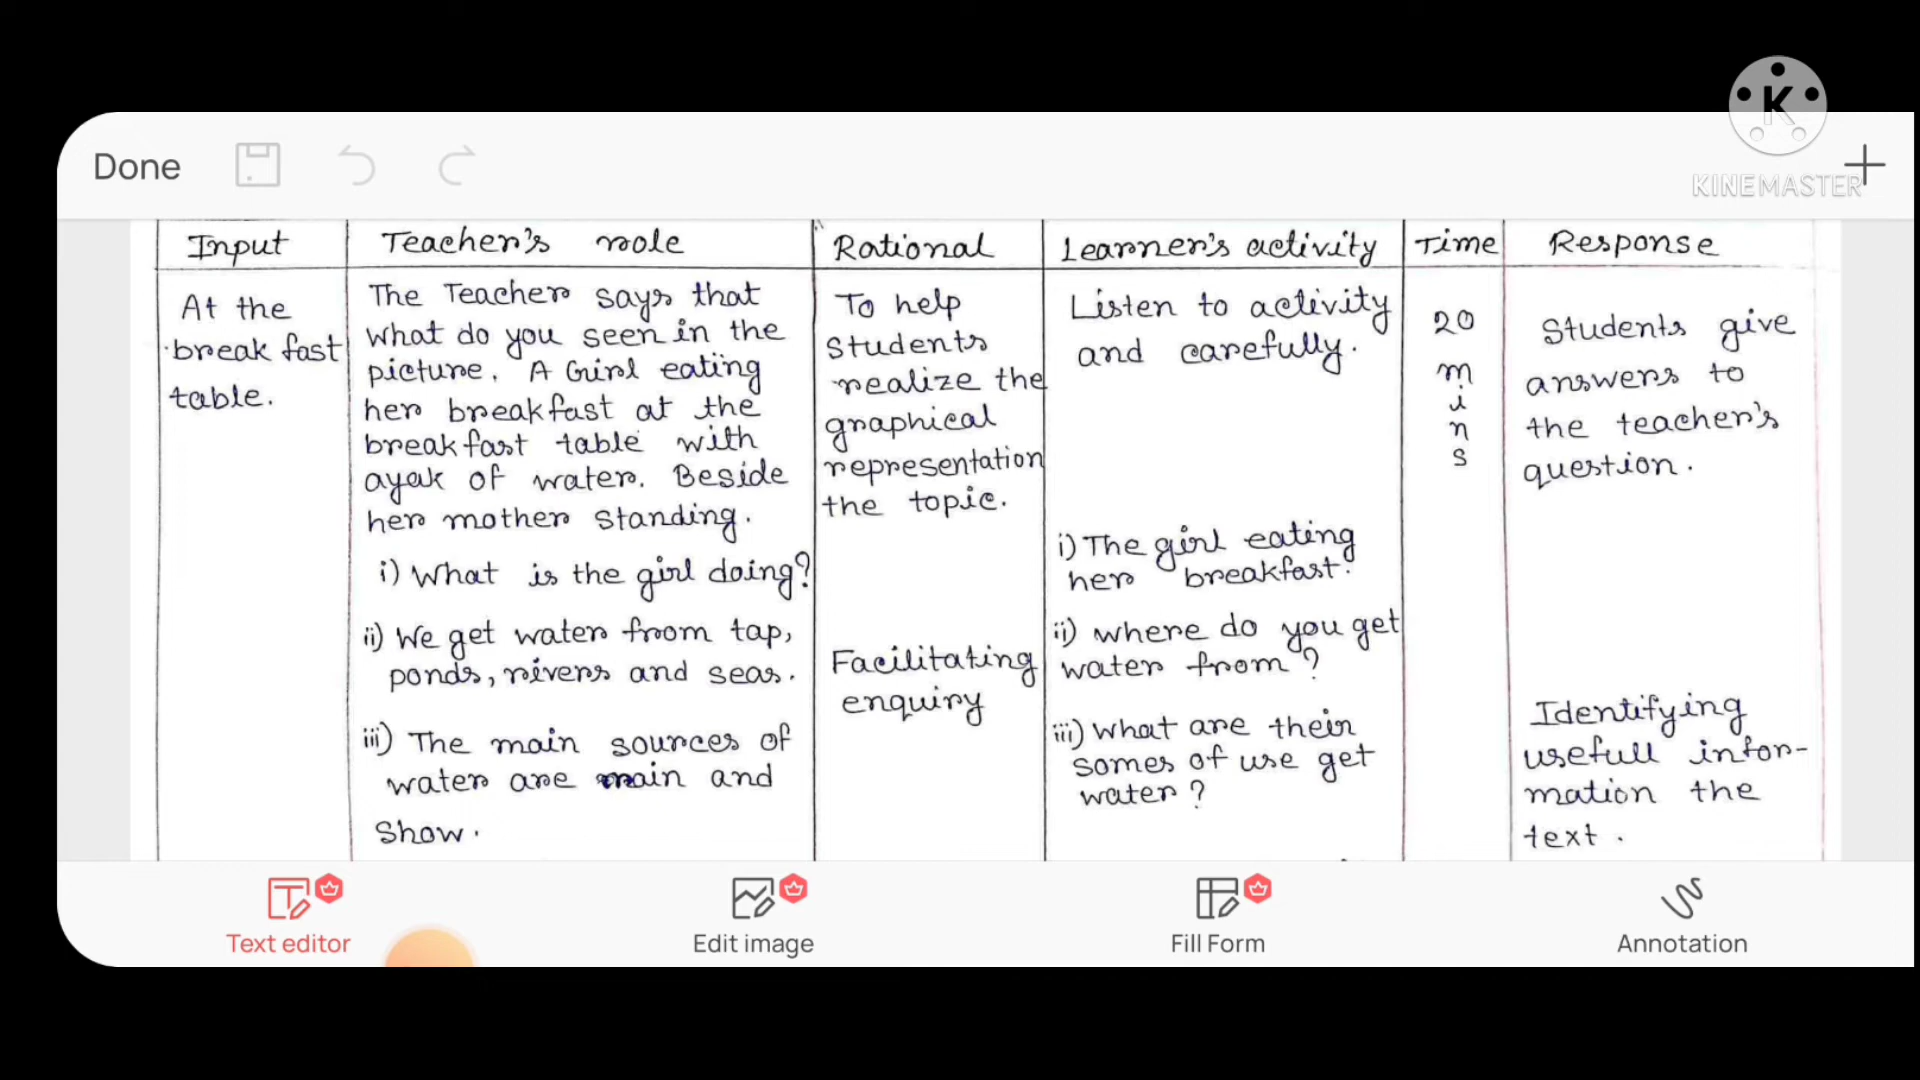 K
KINEMASTER
Done
Input
At the
break fast
table.
Teacher's role
The Teacher says that
what do you seen in the
picture. A Girl eating
her breakfast at the
breakfast table with
ayak of water. Beside
her mother standing.
i) What is the girl doing?
ii) We get water from tap,
ponds, rivers and seas.
iii) The main sources of
water are main and
Show.
Rational
To help
students
realize the
graphical
representation
the topic.
Facilitating
enquiry
Learner's activity
Listen to activity
and carefully.
i) The girl eating
her breakfast.
ii) where do you get
water from?
iii) What are their
somes of use get
water?
Time
20
m
i
n
s
Response
Students give
answers to
the teacher's
question.
Identifying
usefull infor-
mation the
text.
Text editor
Edit image
Fill Form
Annotation